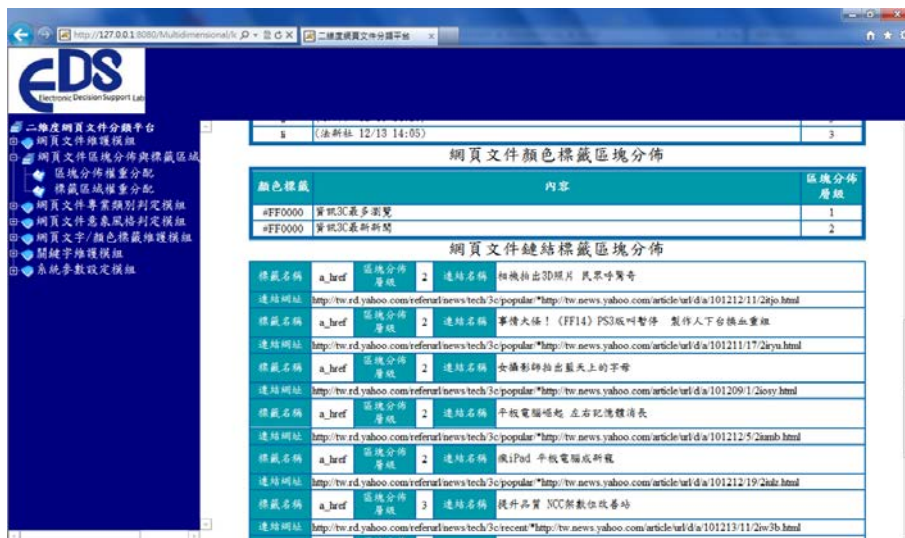 http://127.0.0.1:8080/Multidimensional/lc
二維度網頁文件分類平台
EDS
Electronic Decision Support Lab
二維度網頁文件分類平台
網頁文件維護模組
網頁文件區塊分佈與標籤區域
區塊分佈權重分配
標籤區域權重分配
網頁文件專業類別判定模組
網頁文件意象風格判定模組
網頁文字/顏色標籤維護模組
關鍵字維護模組
系統參數設定模組
(法新社 12/13 14:05) 3
網頁文件顏色標籤區塊分佈
顏色標籤 內容 區塊分佈層級
#FF0000 資訊3C最多瀏覽 1
#FF0000 資訊3C最新新聞 2
網頁文件鏈結標籤區塊分佈
標籤名稱 a_href 區塊分佈層級 2 連結名稱 相機拍出3D照片 民眾呼驚奇
連結網址 http://tw.rd.yahoo.com/referurl/news/tech/3c/popular/*http://tw.news.yahoo.com/article/url/d/a/101212/11/2itjo.html
標籤名稱 a_href 區塊分佈層級 2 連結名稱 事情大條!《FF14》PS3版叫暫停 製作人下台換血重組
連結網址 http://tw.rd.yahoo.com/referurl/news/tech/3c/popular/*http://tw.news.yahoo.com/article/url/d/a/101211/17/2iryu.html
標籤名稱 a_href 區塊分佈層級 2 連結名稱 女攝影師拍出藍天上的字母
連結網址 http://tw.rd.yahoo.com/referurl/news/tech/3c/popular/*http://tw.news.yahoo.com/article/url/d/a/101209/1/2iosy.html
標籤名稱 a_href 區塊分佈層級 2 連結名稱 平板電腦崛起 左右記憶體消長
連結網址 http://tw.rd.yahoo.com/referurl/news/tech/3c/popular/*http://tw.news.yahoo.com/article/url/d/a/101212/5/2iumb.html
標籤名稱 a_href 區塊分佈層級 2 連結名稱 瘋iPad 平板電腦成新寵
連結網址 http://tw.rd.yahoo.com/referurl/news/tech/3c/popular/*http://tw.news.yahoo.com/article/url/d/a/101212/19/2iulz.html
標籤名稱 a_href 區塊分佈層級 3 連結名稱 提升品質 NCC解數位改善站
連結網址 http://tw.rd.yahoo.com/referurl/news/tech/3c/recent/*http://tw.news.yahoo.com/article/url/d/a/101213/11/2iw3b.html